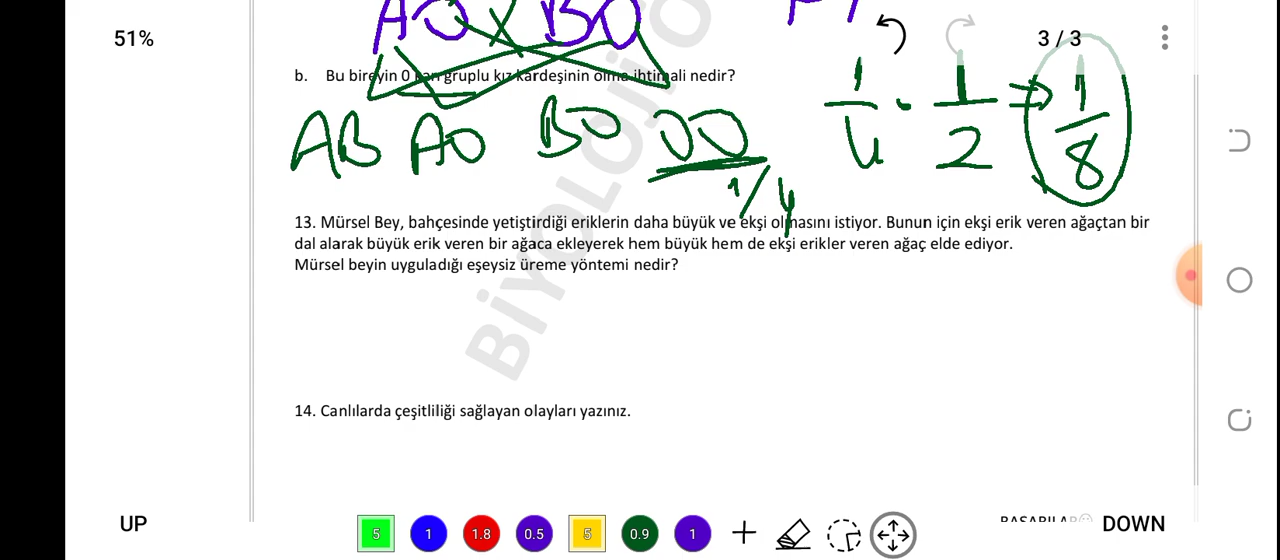 AO X BO
51%
3 / 3
b. Bu bireyin 0 kan gruplu kız kardeşinin olma ihtimali nedir?
AB AO BO OO
1/4
1/4 . 1/2 => 1/8
13. Mürsel Bey, bahçesinde yetiştirdiği eriklerin daha büyük ve ekşi olmasını istiyor. Bunun için ekşi erik veren ağaçtan bir
dal alarak büyük erik veren bir ağaca ekleyerek hem büyük hem de ekşi erikler veren ağaç elde ediyor.
Mürsel beyin uyguladığı eşeysiz üreme yöntemi nedir?
BİYOLOJİ
14. Canlılarda çeşitliliği sağlayan olayları yazınız.
UP
5 1 1.8 0.5 5 0.9 1
DOWN